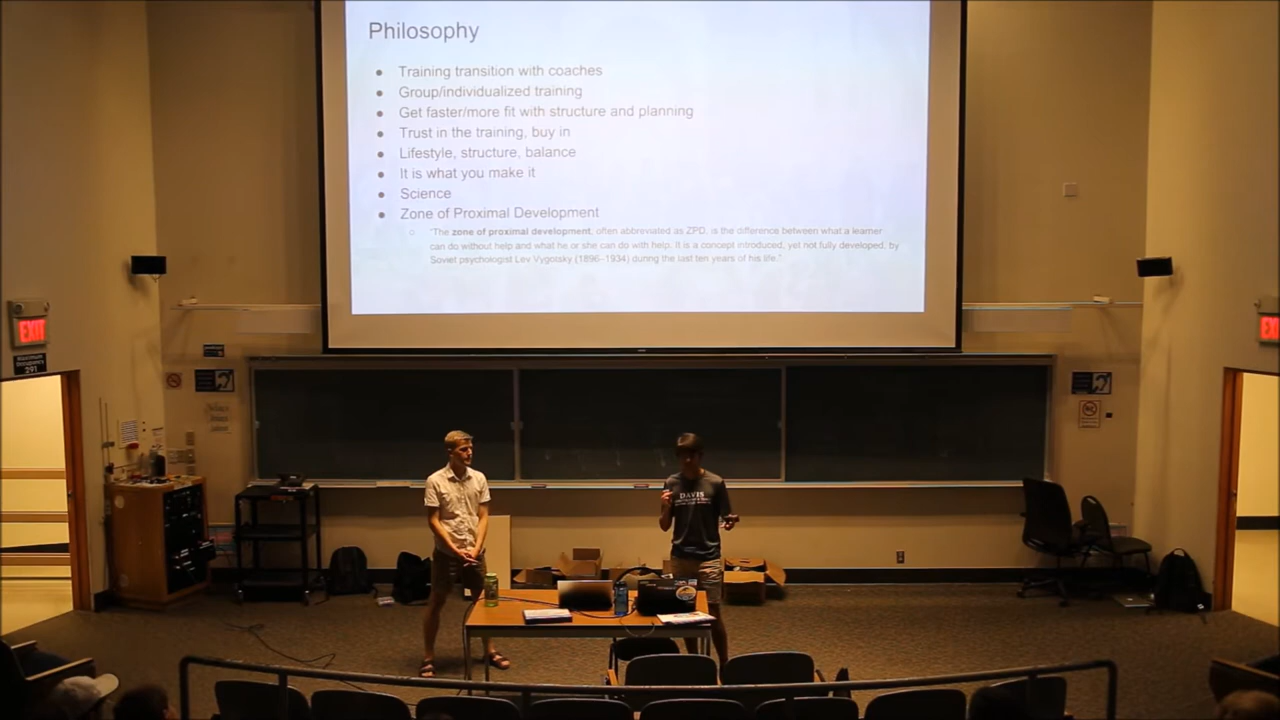 Philosophy
● Training transition with coaches
● Group/individualized training
● Get faster/more fit with structure and planning
● Trust in the training, buy in
● Lifestyle, structure, balance
● It is what you make it
● Science
● Zone of Proximal Development
○ "The zone of proximal development, often abbreviated as ZPD, is the difference between what a learner
can do without help and what he or she can do with help. It is a concept introduced, yet not fully developed, by
Soviet psychologist Lev Vygotsky (1896–1934) during the last ten years of his life."
EXIT
MAXIMUM
OCCUPANCY
291
DAVIS